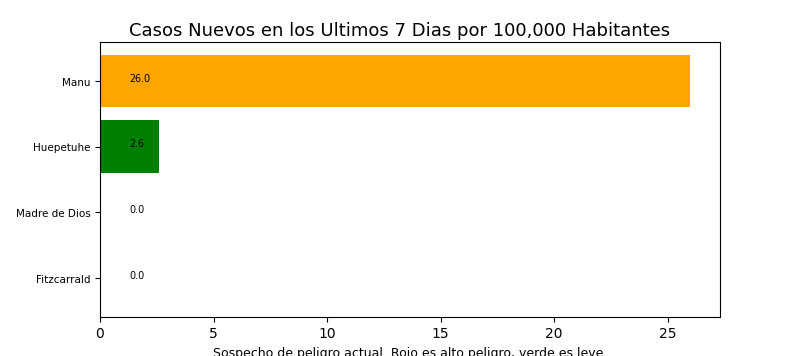 Casos Nuevos en los Ultimos 7 Dias por 100,000 Habitantes
Manu
26.0
Huepetuhe
2.6
Madre de Dios
0.0
Fitzcarrald
0.0
0 5 10 15 20 25
Sospecho de peligro actual. Rojo es alto peligro, verde es leve